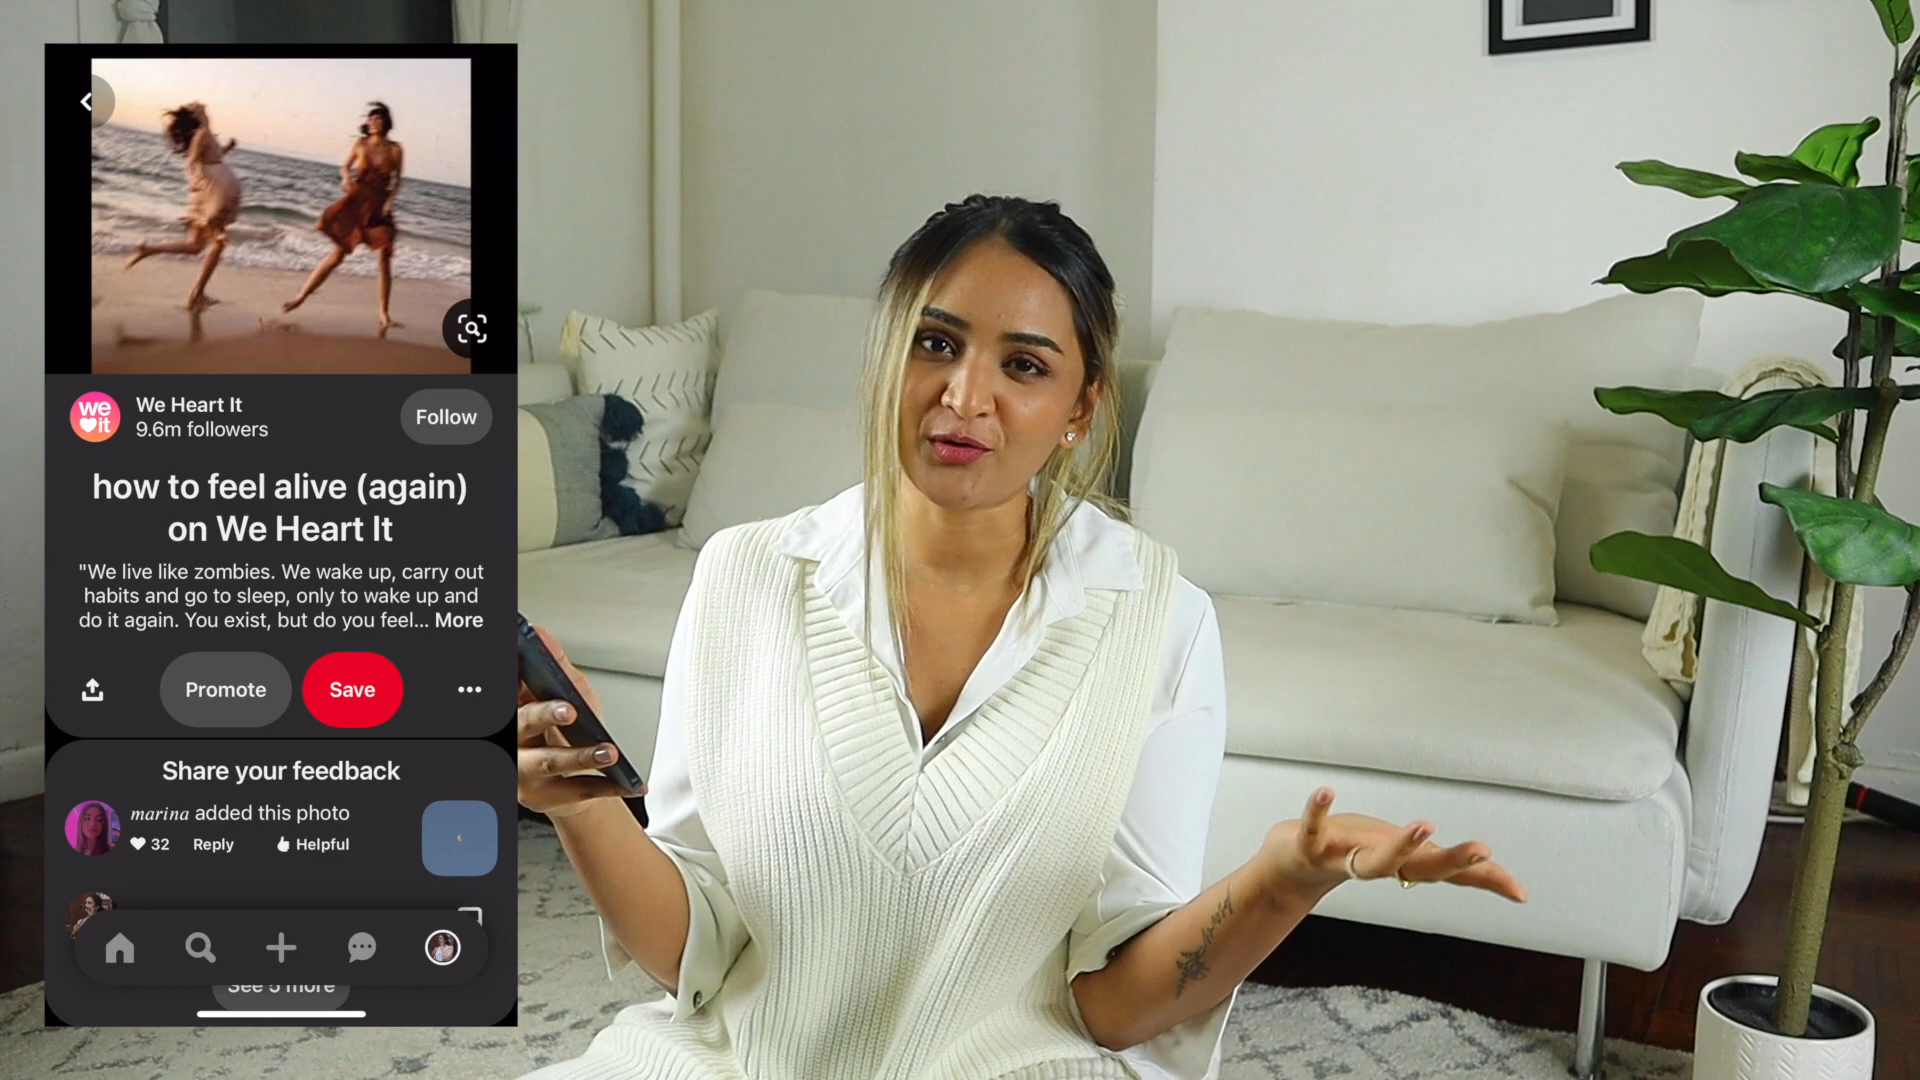 we
it
We Heart It
9.6m followers
Follow
how to feel alive (again)
on We Heart It
"We live like zombies. We wake up, carry out
habits and go to sleep, only to wake up and
do it again. You exist, but do you feel... More
Promote
Save
Share your feedback
marina added this photo
32
Reply
Helpful
See 5 more